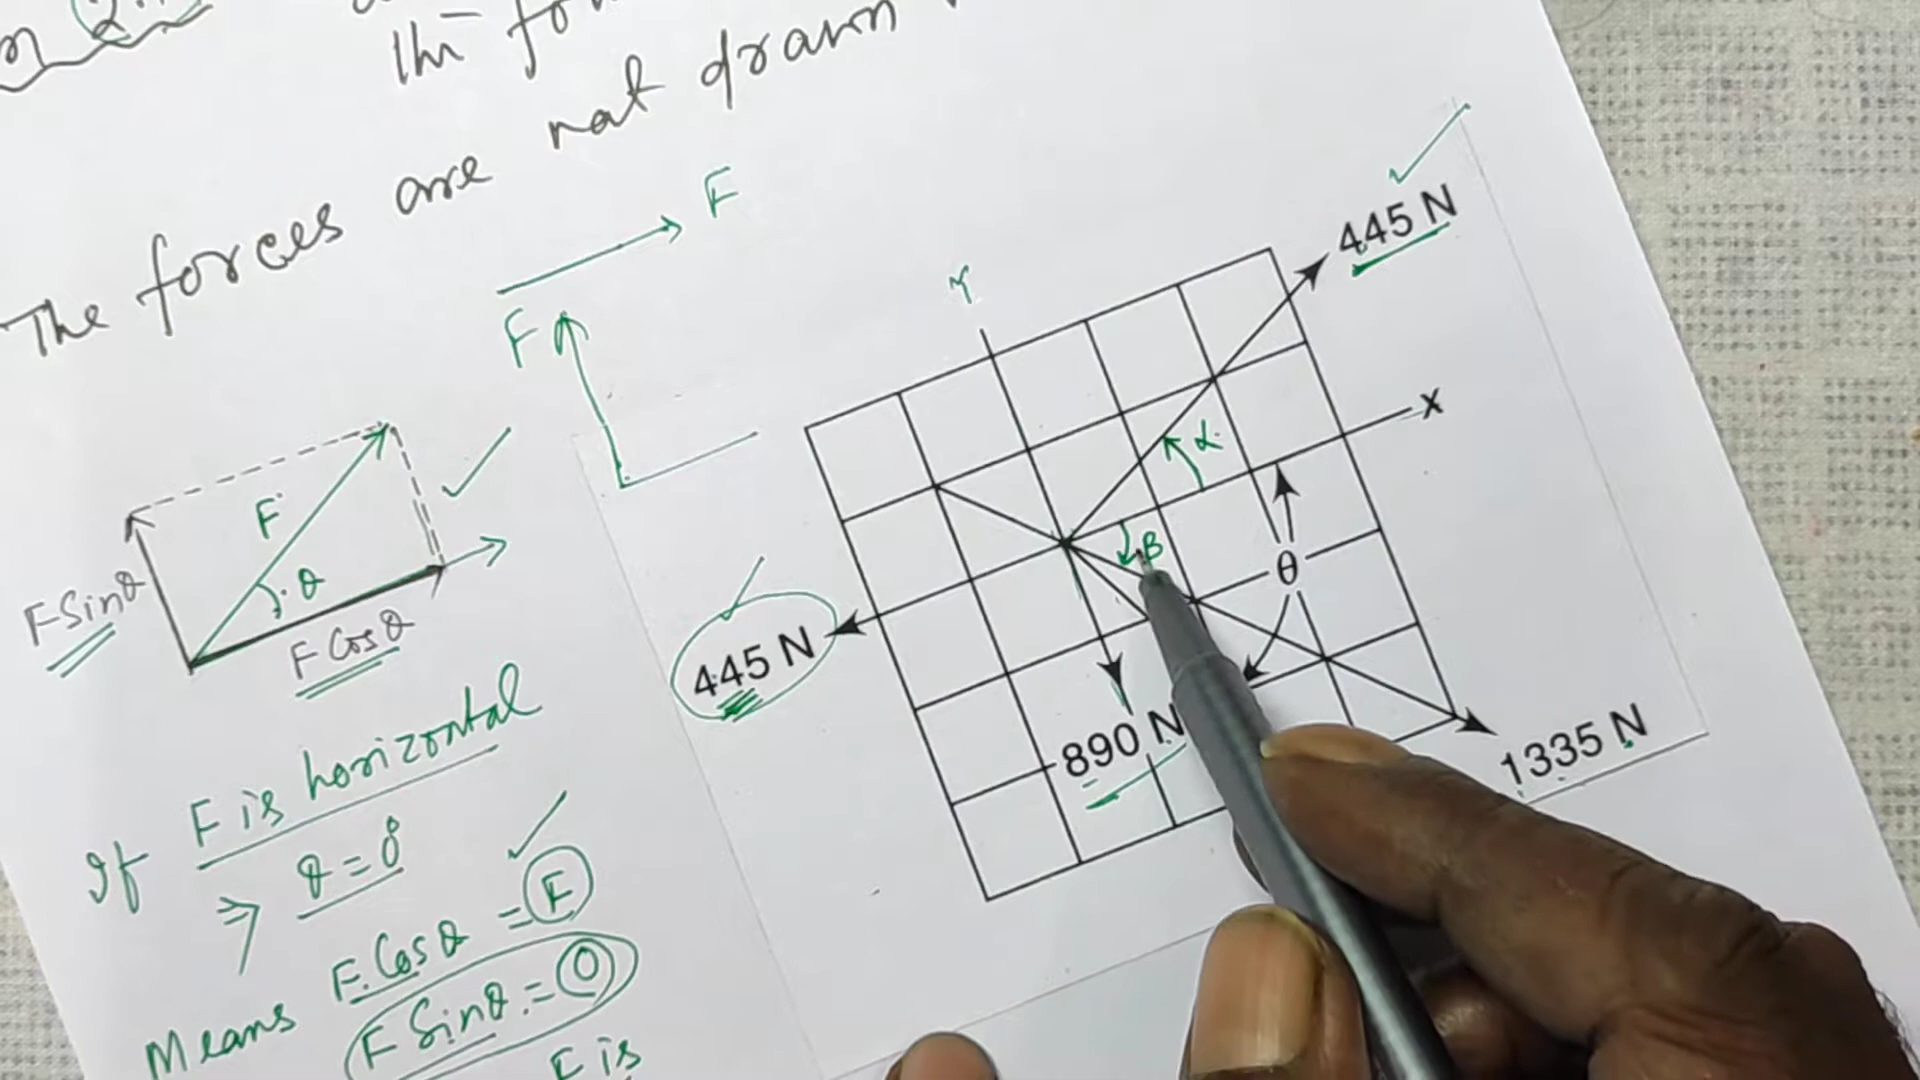 not drawn
The forces are
F
F
Y
445 N
X
α
F
θ
F Sinθ
F Cosθ
β
θ
445 N
890 N
1335 N
If F is horizontal
⇒ θ = 0
Means F. Cosθ = F
F Sinθ. = 0
F is